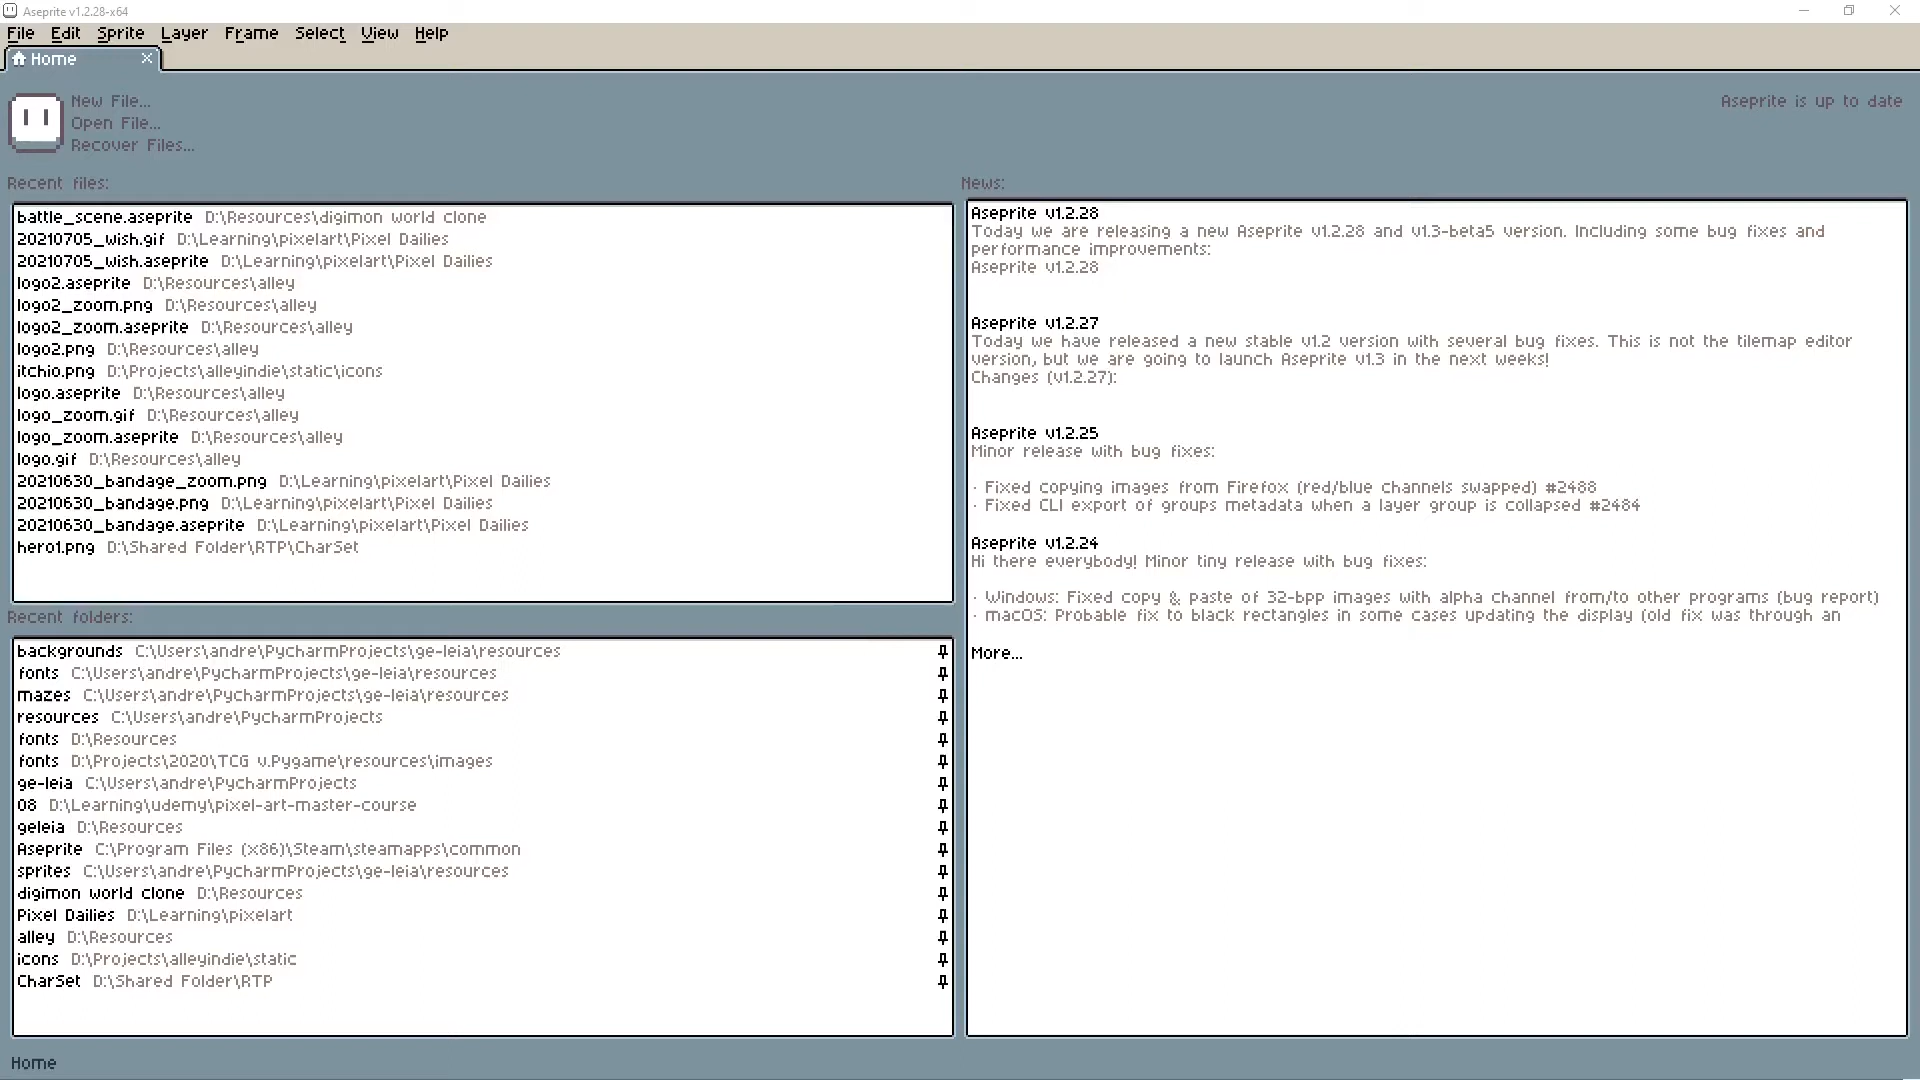 Aseprite v1.2.28-x64
File Edit Sprite Layer Frame Select View Help
Home
New File...
Open File...
Recover Files...
Aseprite is up to date
Recent files:
battle_scene.aseprite D:\Resources\digimon world clone
20210705_wish.gif D:\Learning\pixelart\Pixel Dailies
20210705_wish.aseprite D:\Learning\pixelart\Pixel Dailies
logo2.aseprite D:\Resources\alley
logo2_zoom.png D:\Resources\alley
logo2_zoom.aseprite D:\Resources\alley
logo2.png D:\Resources\alley
itchio.png D:\Projects\alleyindie\static\icons
logo.aseprite D:\Resources\alley
logo_zoom.gif D:\Resources\alley
logo_zoom.aseprite D:\Resources\alley
logo.gif D:\Resources\alley
20210630_bandage_zoom.png D:\Learning\pixelart\Pixel Dailies
20210630_bandage.png D:\Learning\pixelart\Pixel Dailies
20210630_bandage.aseprite D:\Learning\pixelart\Pixel Dailies
hero1.png D:\Shared Folder\RTP\CharSet
Recent folders:
backgrounds C:\Users\andre\PycharmProjects\ge-leia\resources
fonts C:\Users\andre\PycharmProjects\ge-leia\resources
mazes C:\Users\andre\PycharmProjects\ge-leia\resources
resources C:\Users\andre\PycharmProjects
fonts D:\Resources
fonts D:\Projects\2020\TCG v.Pygame\resources\images
ge-leia C:\Users\andre\PycharmProjects
08 D:\Learning\udemy\pixel-art-master-course
geleia D:\Resources
Aseprite C:\Program Files (x86)\Steam\steamapps\common
sprites C:\Users\andre\PycharmProjects\ge-leia\resources
digimon world clone D:\Resources
Pixel Dailies D:\Learning\pixelart
alley D:\Resources
icons D:\Projects\alleyindie\static
CharSet D:\Shared Folder\RTP
News:
Aseprite v1.2.28
Today we are releasing a new Aseprite v1.2.28 and v1.3-beta5 version. Including some bug fixes and
performance improvements:
Aseprite v1.2.28
Aseprite v1.2.27
Today we have released a new stable v1.2 version with several bug fixes. This is not the tilemap editor
version, but we are going to launch Aseprite v1.3 in the next weeks!
Changes (v1.2.27):
Aseprite v1.2.25
Minor release with bug fixes:
· Fixed copying images from Firefox (red/blue channels swapped) #2488
· Fixed CLI export of groups metadata when a layer group is collapsed #2484
Aseprite v1.2.24
Hi there everybody! Minor tiny release with bug fixes:
· Windows: Fixed copy & paste of 32-bpp images with alpha channel from/to other programs (bug report)
· macOS: Probable fix to black rectangles in some cases updating the display (old fix was through an
More...
Home